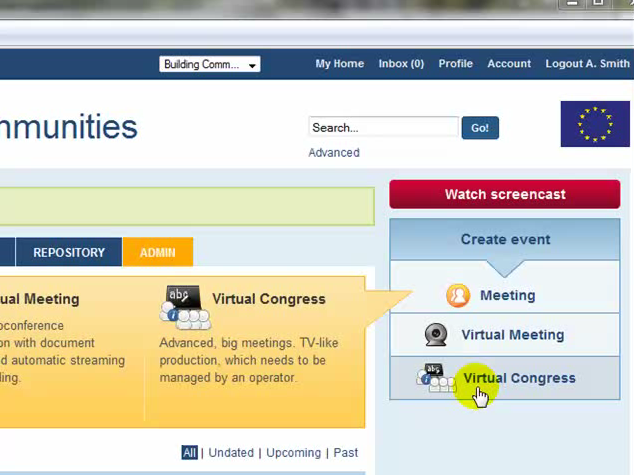 Building Comm...
My Home Inbox (0) Profile Account Logout A. Smith
mmunities
Search...
Go!
Advanced
Watch screencast
Create event
Meeting
Virtual Meeting
Virtual Congress
REPOSITORY
ADMIN
ual Meeting
oconference
on with document
d automatic streaming
ling.
abc
Virtual Congress
Advanced, big meetings. TV-like
production, which needs to be
managed by an operator.
All | Undated | Upcoming | Past